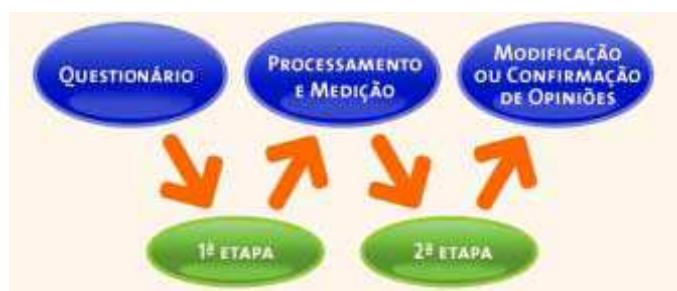 Questionário
Processamento
e Medição
Modificação
ou Confirmação
de Opiniões
1ª etapa
2ª etapa